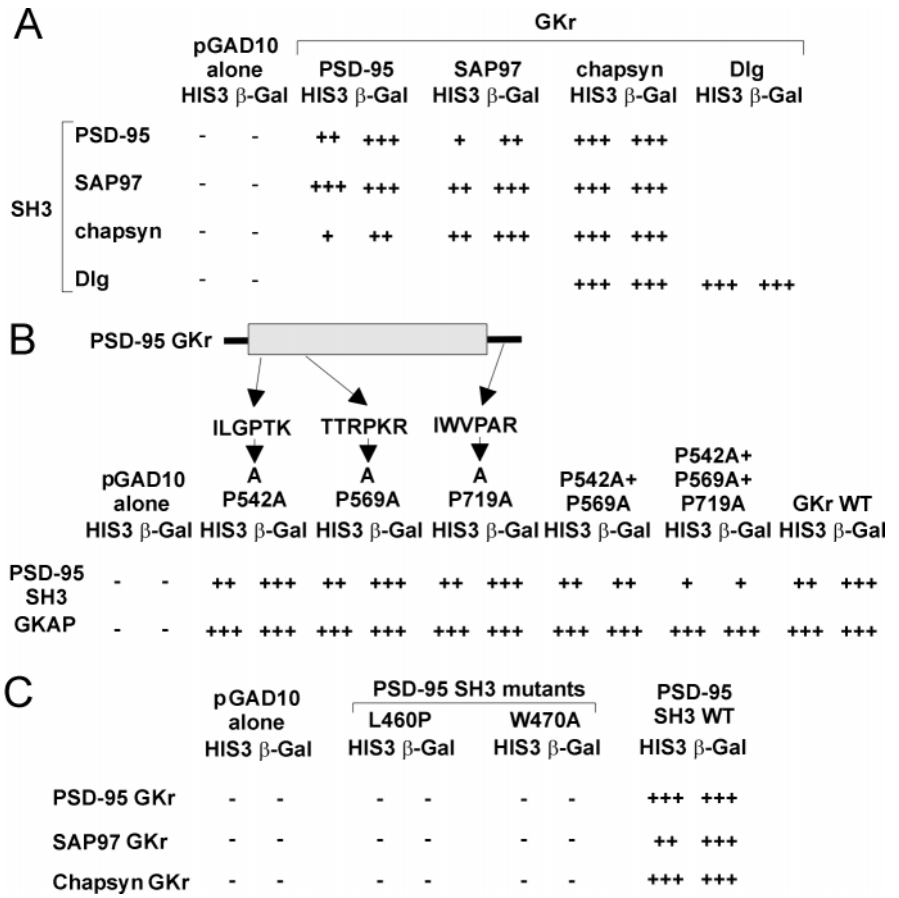 A
GKr
pGAD10 alone
PSD-95 SAP97 chapsyn Dlg
HIS3 β-Gal HIS3 β-Gal HIS3 β-Gal HIS3 β-Gal HIS3 β-Gal
SH3
PSD-95 - - ++ +++ + ++ +++ +++
SAP97 - - +++ +++ ++ +++ +++ +++
chapsyn - - + ++ ++ +++ +++ +++
Dlg - - +++ +++ +++ +++
B
PSD-95 GKr
ILGPTK TTRPKR IWVPAR
A A A
pGAD10 alone
P542A P569A P719A
P542A+ P569A
P542A+ P569A+ P719A
GKr WT
HIS3 β-Gal HIS3 β-Gal HIS3 β-Gal HIS3 β-Gal HIS3 β-Gal HIS3 β-Gal HIS3 β-Gal
PSD-95 SH3 - - ++ +++ ++ +++ ++ +++ ++ ++ + + ++ +++
GKAP - - +++ +++ +++ +++ +++ +++ +++ +++ +++ +++ +++ +++
C
pGAD10 alone
PSD-95 SH3 mutants
L460P W470A
PSD-95 SH3 WT
HIS3 β-Gal HIS3 β-Gal HIS3 β-Gal HIS3 β-Gal
PSD-95 GKr - - - - - - +++ +++
SAP97 GKr - - - - - - ++ +++
Chapsyn GKr - - - - - - +++ +++